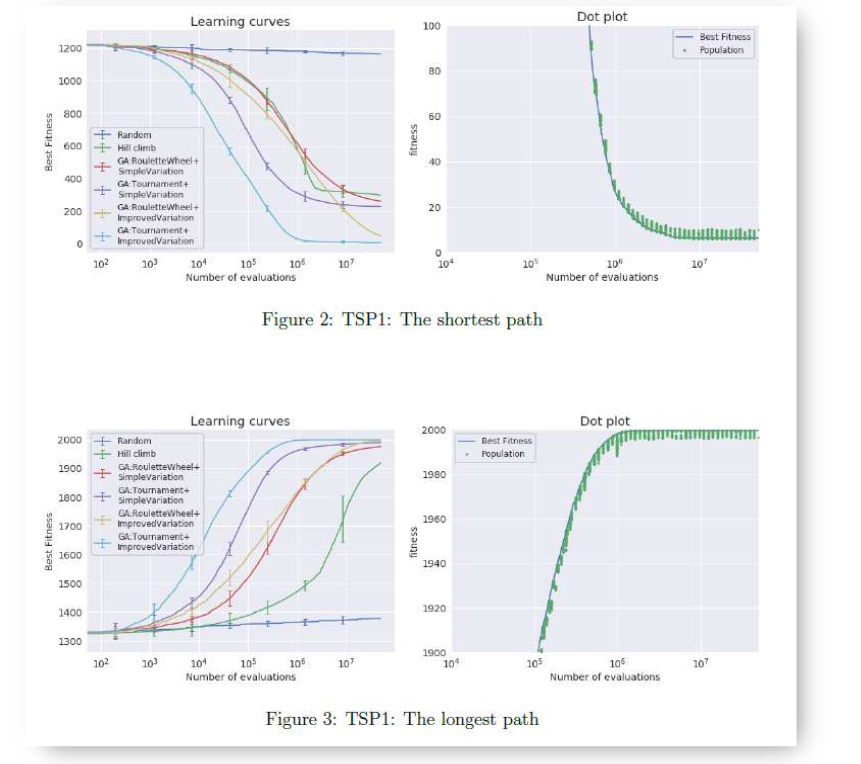 Learning curves
1200
1000
800
600
400
200
0
Best Fitness
Random
Hill climb
GA:RouletteWheel+
SimpleVariation
GA:Tournament+
SimpleVariation
GA:RouletteWheel+
ImprovedVariation
GA:Tournament+
ImprovedVariation
10² 10³ 10⁴ 10⁵ 10⁶ 10⁷
Number of evaluations
Dot plot
100
80
60
40
20
0
fitness
Best Fitness
Population
10⁴ 10⁵ 10⁶ 10⁷
Number of evaluations
Figure 2: TSP1: The shortest path
Learning curves
2000
1900
1800
1700
1600
1500
1400
1300
Best Fitness
Random
Hill climb
GA:RouletteWheel+
SimpleVariation
GA:Tournament+
SimpleVariation
GA:RouletteWheel+
ImprovedVariation
GA:Tournament+
ImprovedVariation
10² 10³ 10⁴ 10⁵ 10⁶ 10⁷
Number of evaluations
Dot plot
2000
1980
1960
1940
1920
1900
fitness
Best Fitness
Population
10⁴ 10⁵ 10⁶ 10⁷
Number of evaluations
Figure 3: TSP1: The longest path